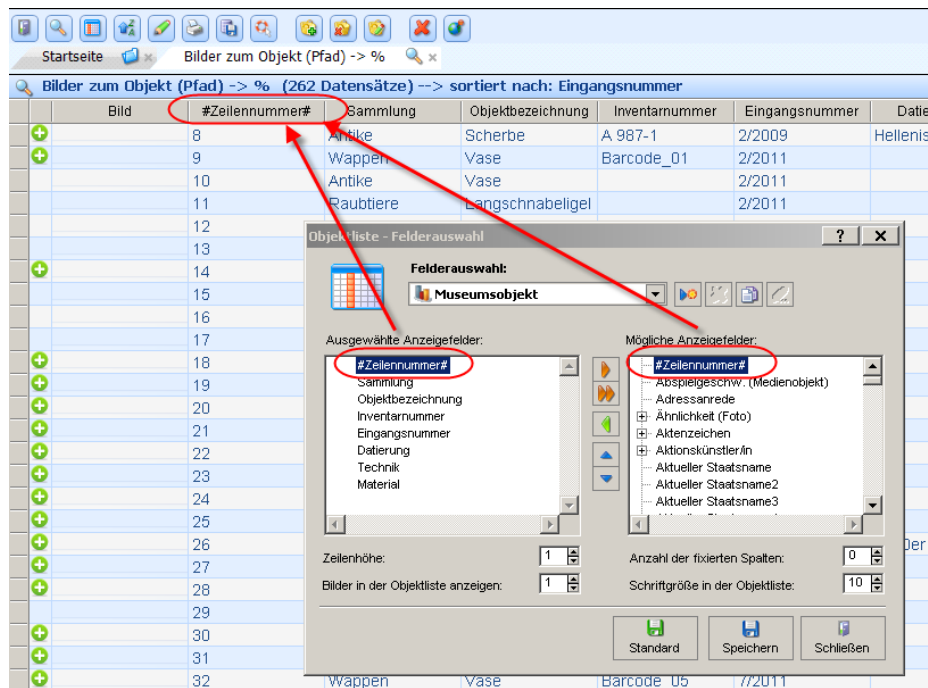 Startseite
Bilder zum Objekt (Pfad) -> %
Bilder zum Objekt (Pfad) -> % (262 Datensätze) --> sortiert nach: Eingangsnummer
Bild #Zeilennummer# Sammlung Objektbezeichnung Inventarnummer Eingangsnummer
8 Antike Scherbe A 987-1 2/2009
9 Wappen Vase Barcode_01 2/2011
10 Antike Vase 2/2011
11 Raubtiere Langschnabeligel 2/2011
12
13
14
15
16
17
18
19
20
21
22
23
24
25
26
27
28
29
30
31
32 Wappen Vase Barcode_05 7/2011
Objektliste - Felderauswahl ? X
Felderauswahl:
Museumsobjekt
Ausgewählte Anzeigefelder:
#Zeilennummer#
Sammlung
Objektbezeichnung
Inventarnummer
Eingangsnummer
Datierung
Technik
Material
Mögliche Anzeigefelder:
#Zeilennummer#
Abspielgeschw. (Medienobjekt)
Adressanrede
Ähnlichkeit (Foto)
Aktenzeichen
Aktionskünstler/in
Aktueller Staatsname
Aktueller Staatsname2
Aktueller Staatsname3
Zeilenhöhe: 1
Bilder in der Objektliste anzeigen: 1
Anzahl der fixierten Spalten: 0
Schriftgröße in der Objektliste: 10
Standard Speichern Schließen